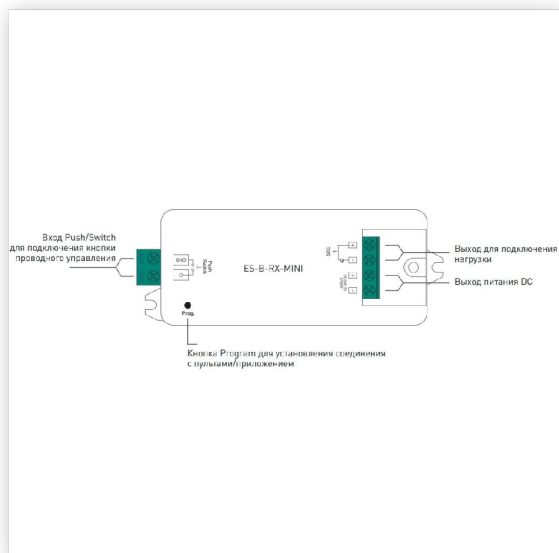 Вход Push/Switch
для подключения кнопки
проводного управления
GND
Push
Switch
ES-B-RX-MINI
Prog.
Выход для подключения
нагрузки
Выход питания DC
Кнопка Program для установления соединения
с пультами/приложением